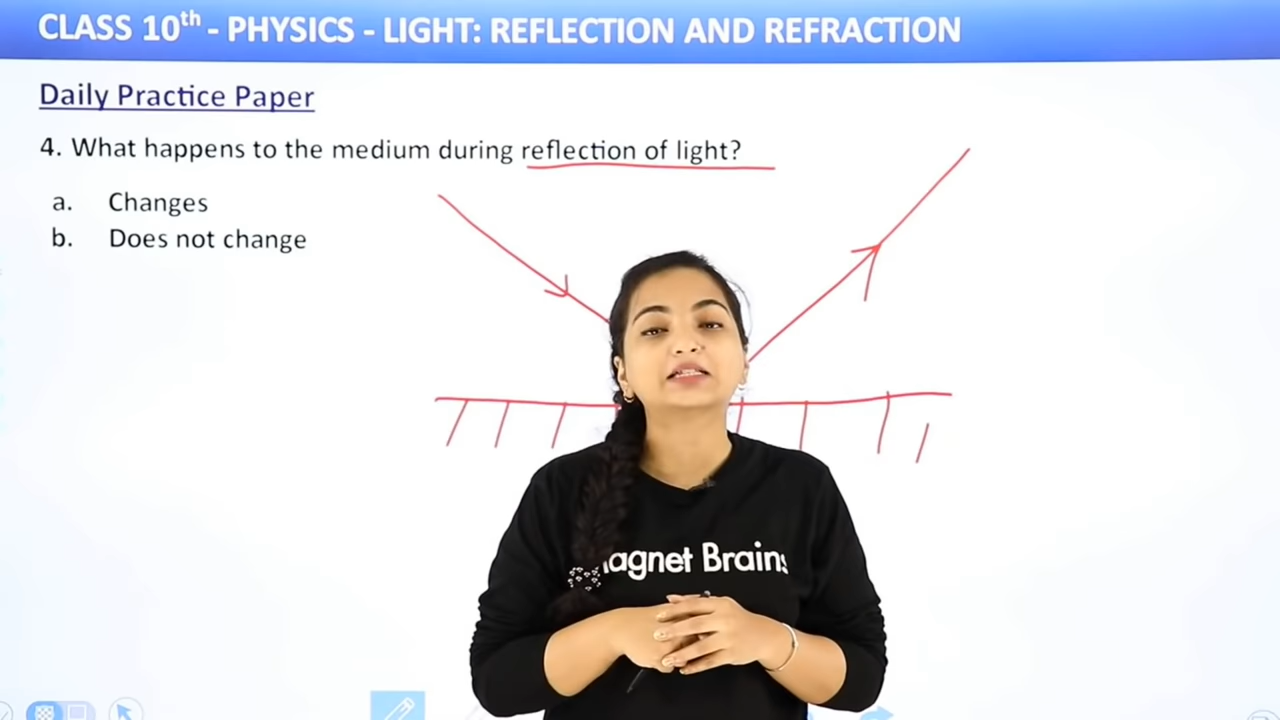 CLASS 10th - PHYSICS - LIGHT: REFLECTION AND REFRACTION
Daily Practice Paper
4. What happens to the medium during reflection of light?
a. Changes
b. Does not change
agnet Brains